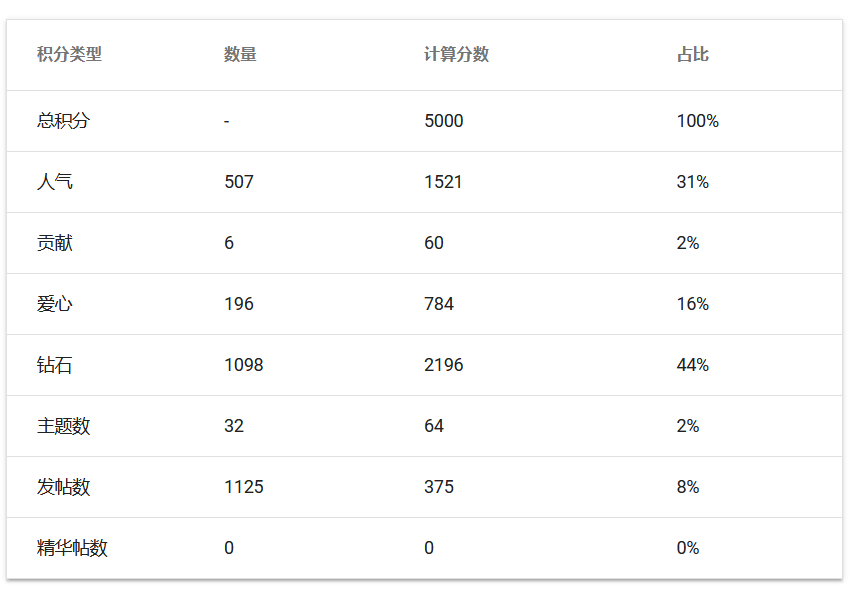 积分类型 数量 计算分数 占比
总积分 - 5000 100%
人气 507 1521 31%
贡献 6 60 2%
爱心 196 784 16%
钻石 1098 2196 44%
主题数 32 64 2%
发帖数 1125 375 8%
精华帖数 0 0 0%